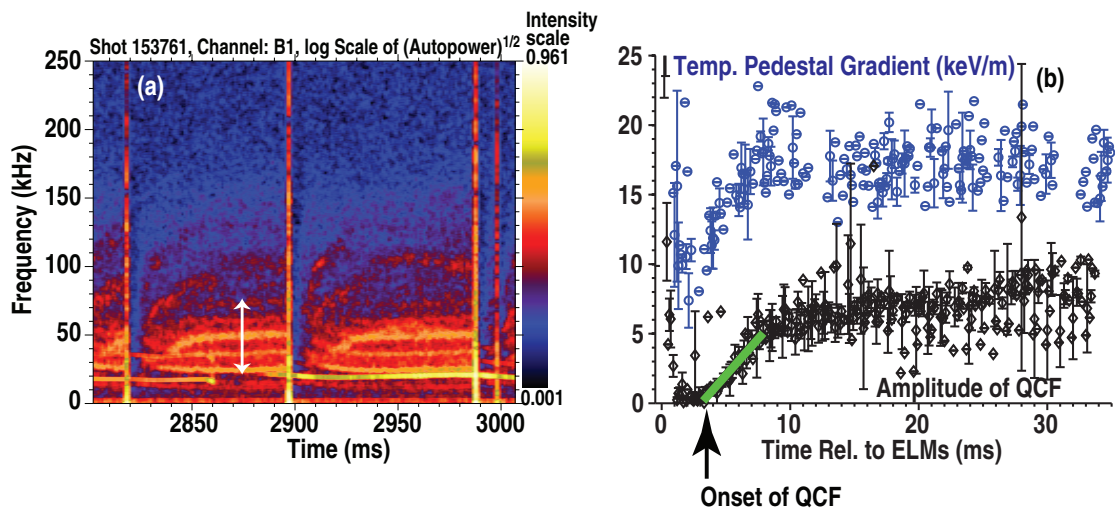 Shot 153761, Channel: B1, log Scale of (Autopower)1/2
Intensity
scale
0.961
0.001
(a)
250
200
150
100
50
0
Frequency (kHz)
2850
2900
2950
3000
Time (ms)
Temp. Pedestal Gradient (keV/m)
(b)
25
20
15
10
5
0
Amplitude of QCF
0
10
20
30
Time Rel. to ELMs (ms)
Onset of QCF